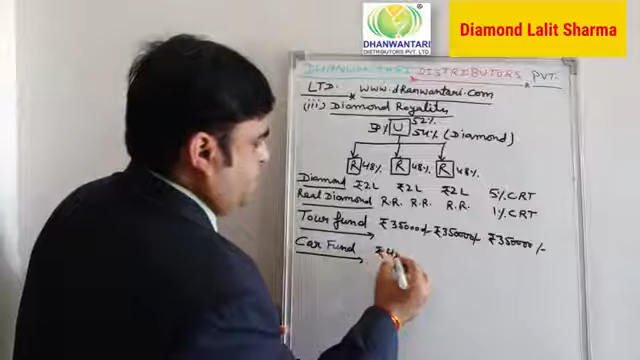 DHANWANTARI
DISTRIBUTORS PVT. LTD.
Diamond Lalit Sharma
DHANWANTARI DISTRIBUTORS PVT.
LTD. www.dhanwantari.com
(iii) Diamond Royality
U 52%
54% (Diamond)
R 48% R 48% R 48%
Diamond ₹2L ₹2L ₹2L 5% CRT
Real Diamond R.R. R.R. R.R. 1% CRT
Tour fund ₹35000/- ₹35000/- ₹35000/-
Car Fund ₹4